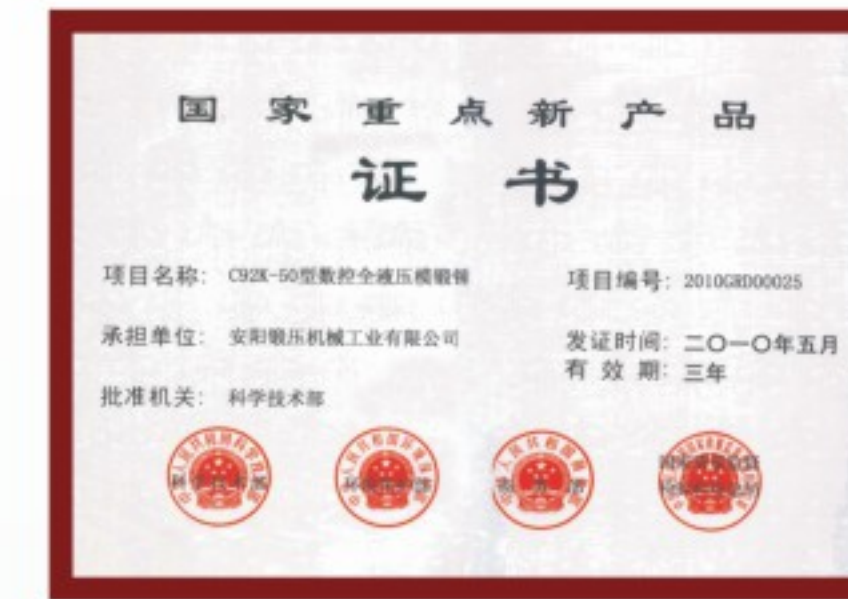 国家重点新产品
证书
项目名称: C92K-50型数控全液压模锻锤
项目编号: 2010GRD00025
承担单位: 安阳锻压机械工业有限公司
发证时间: 二〇一〇年五月
有效期: 三年
批准机关: 科学技术部